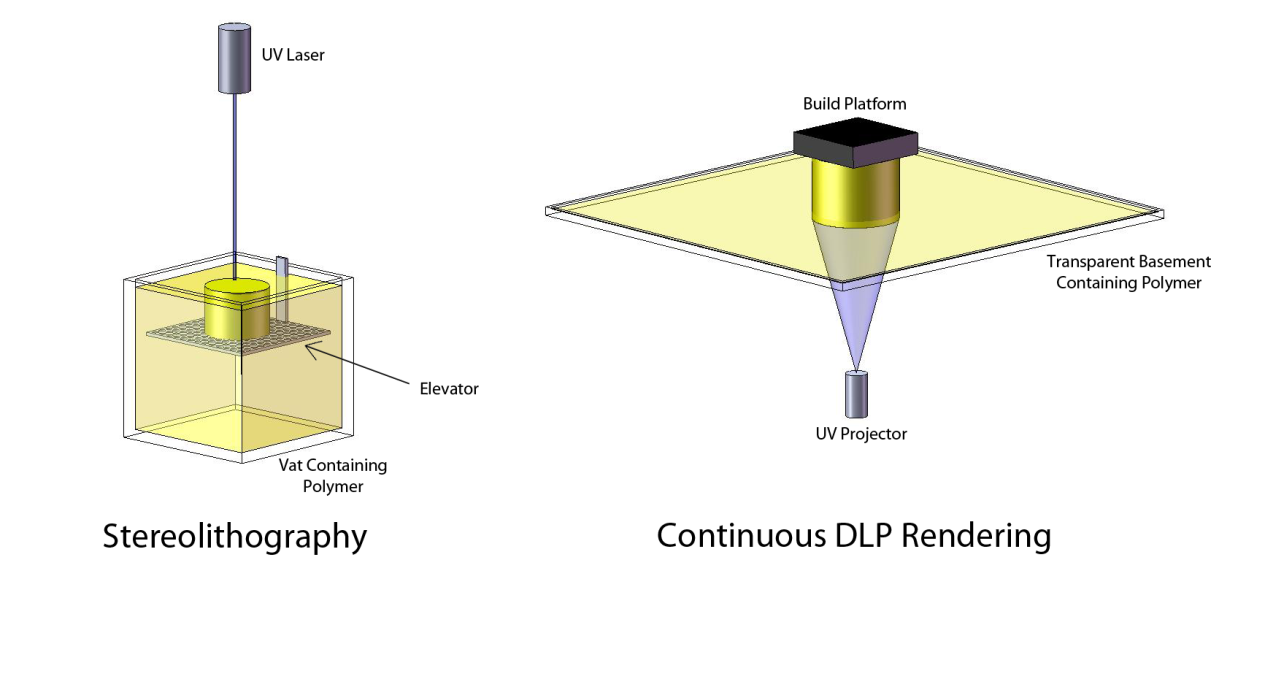 UV Laser
Elevator
Vat Containing
Polymer
Stereolithography
Build Platform
Transparent Basement
Containing Polymer
UV Projector
Continuous DLP Rendering